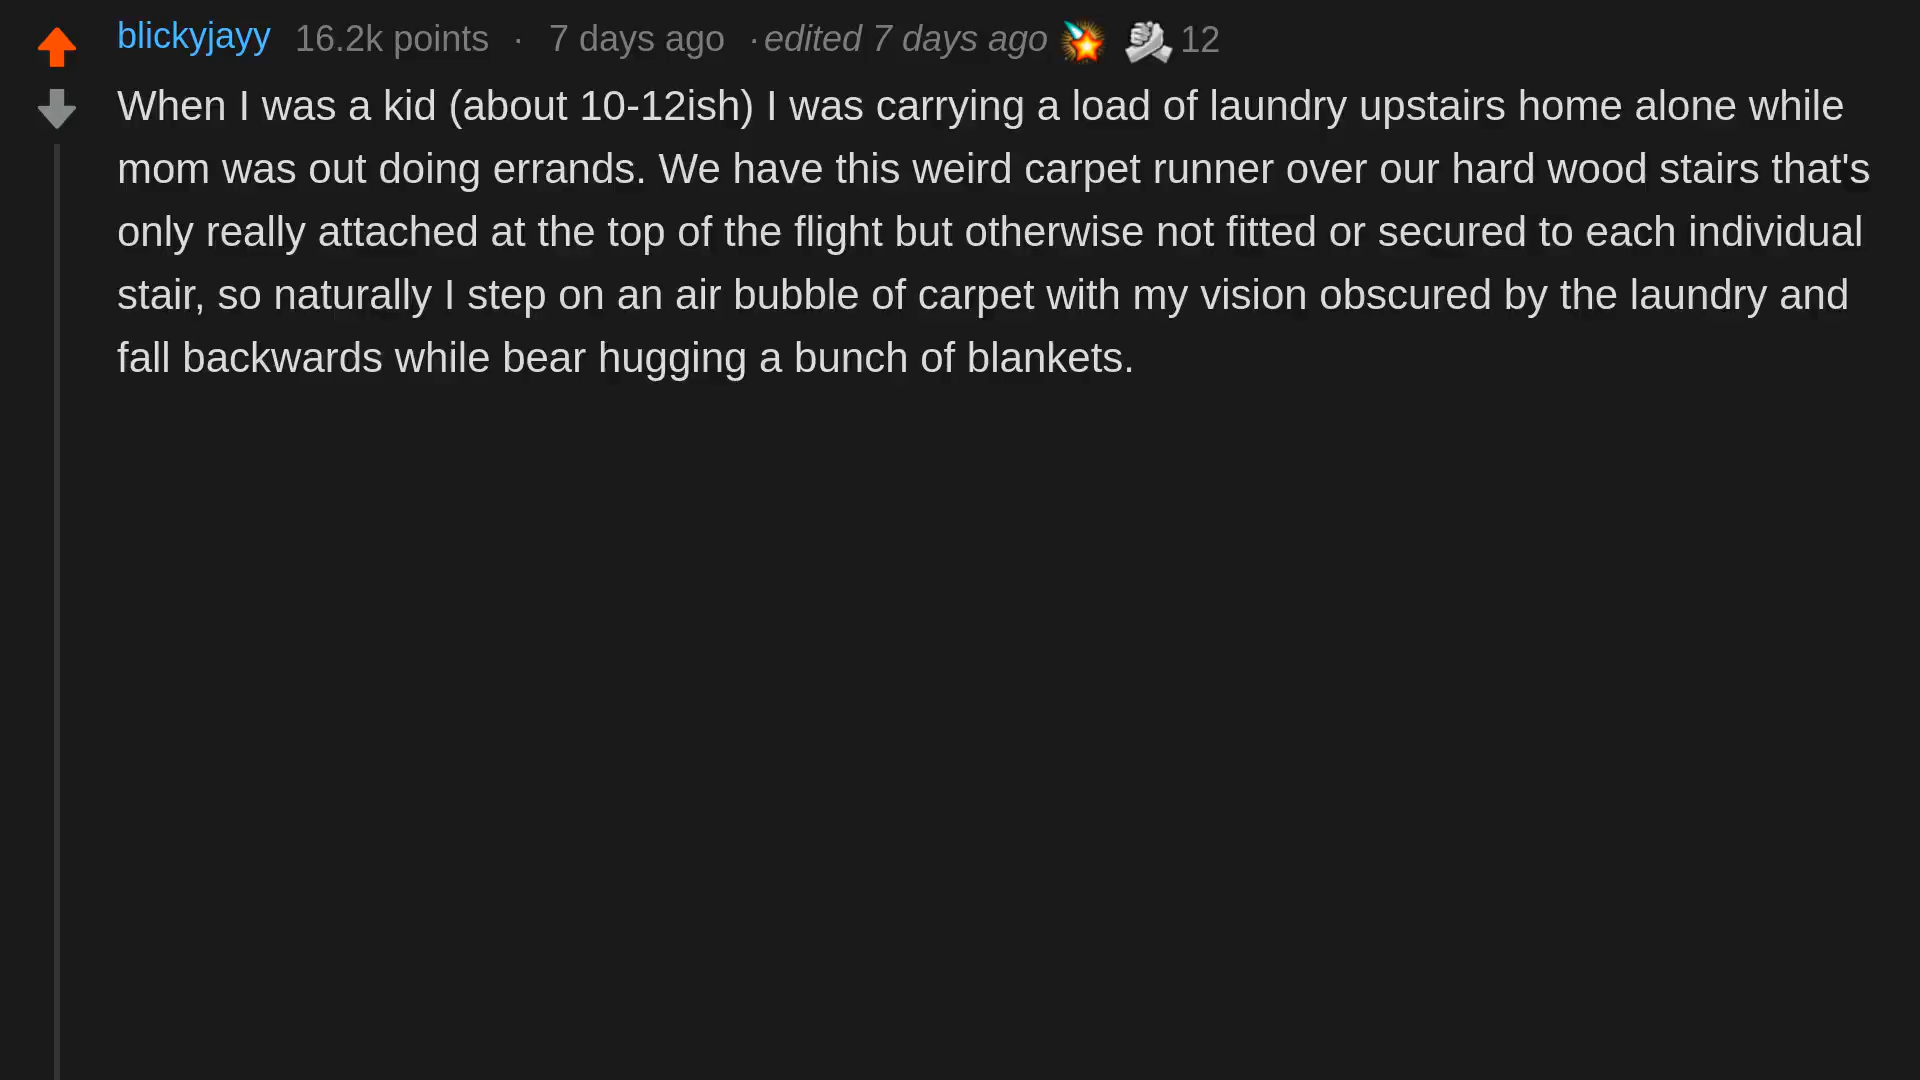 blickyjayy 16.2k points · 7 days ago · edited 7 days ago 12
When I was a kid (about 10-12ish) I was carrying a load of laundry upstairs home alone while
mom was out doing errands. We have this weird carpet runner over our hard wood stairs that's
only really attached at the top of the flight but otherwise not fitted or secured to each individual
stair, so naturally I step on an air bubble of carpet with my vision obscured by the laundry and
fall backwards while bear hugging a bunch of blankets.